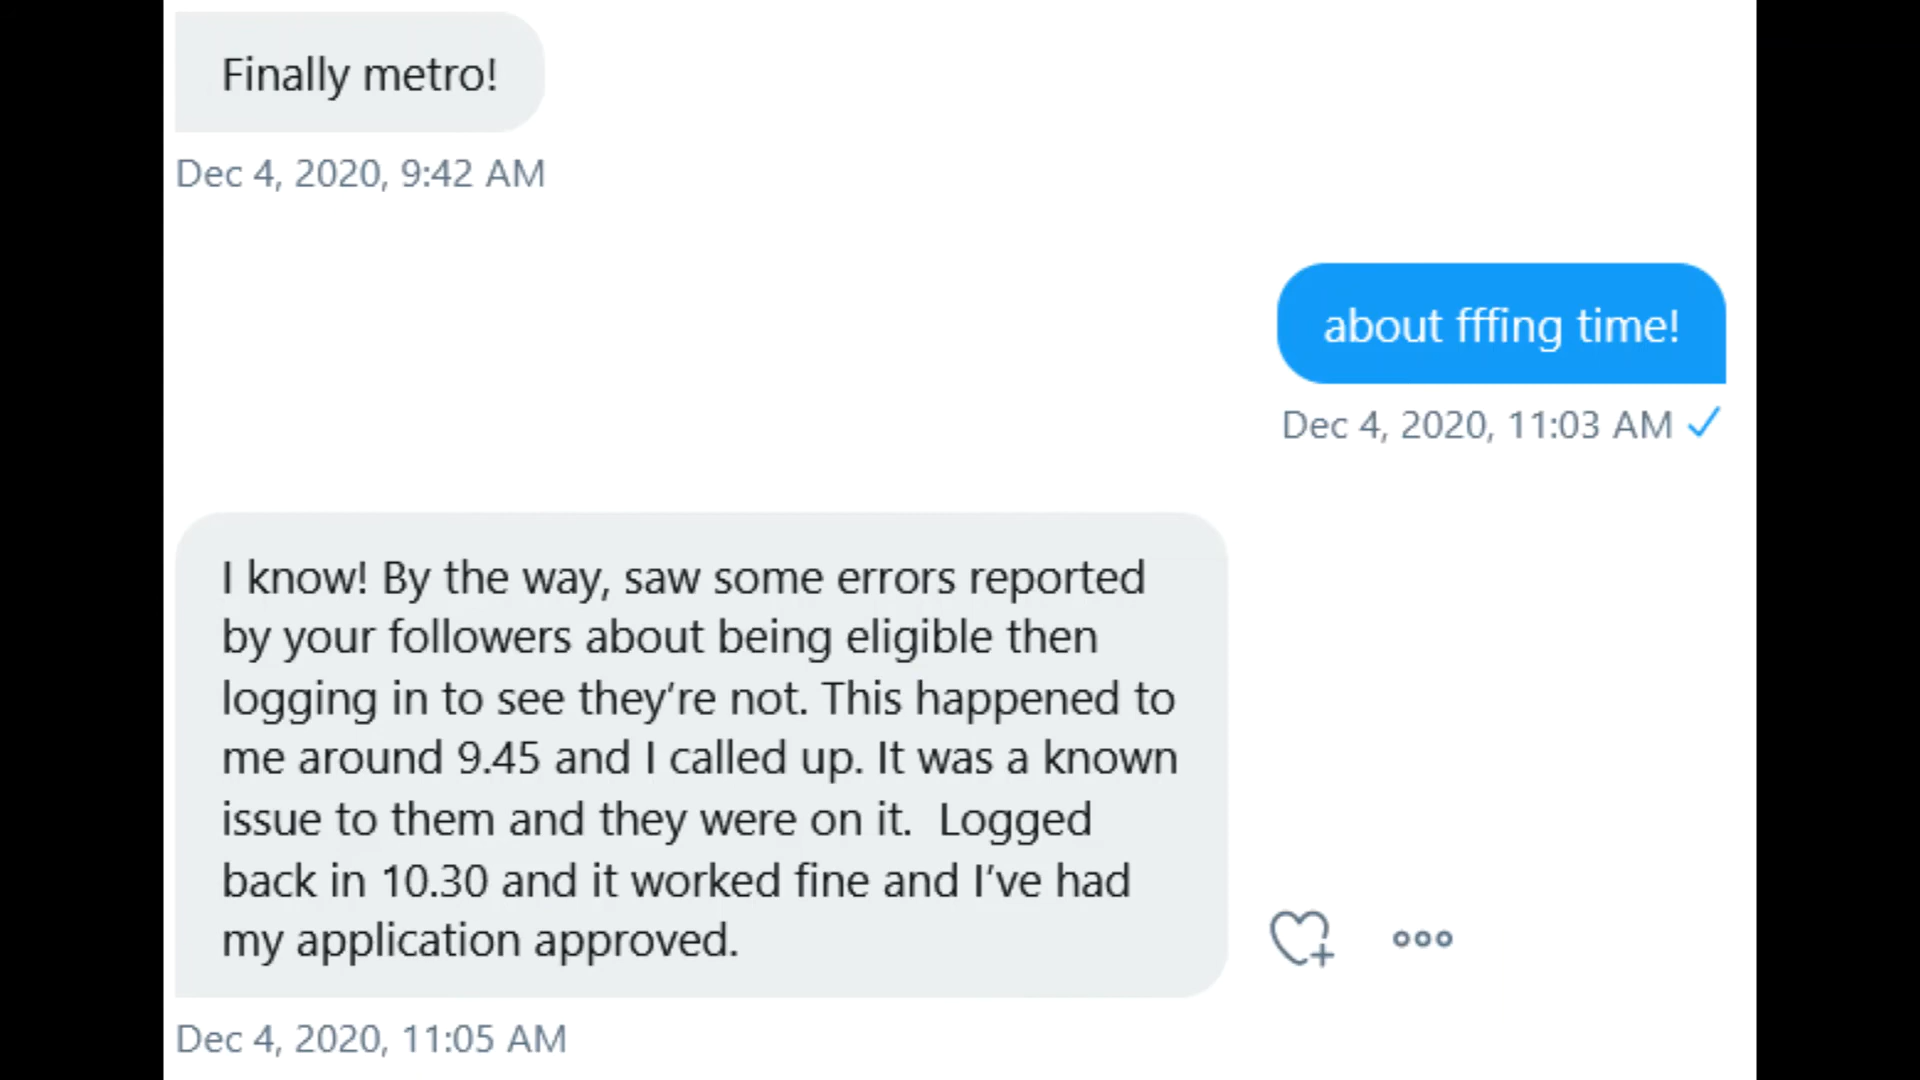 Finally metro!
Dec 4, 2020, 9:42 AM
about fffing time!
Dec 4, 2020, 11:03 AM
I know! By the way, saw some errors reported
by your followers about being eligible then
logging in to see they’re not. This happened to
me around 9.45 and I called up. It was a known
issue to them and they were on it.  Logged
back in 10.30 and it worked fine and I’ve had
my application approved.
Dec 4, 2020, 11:05 AM